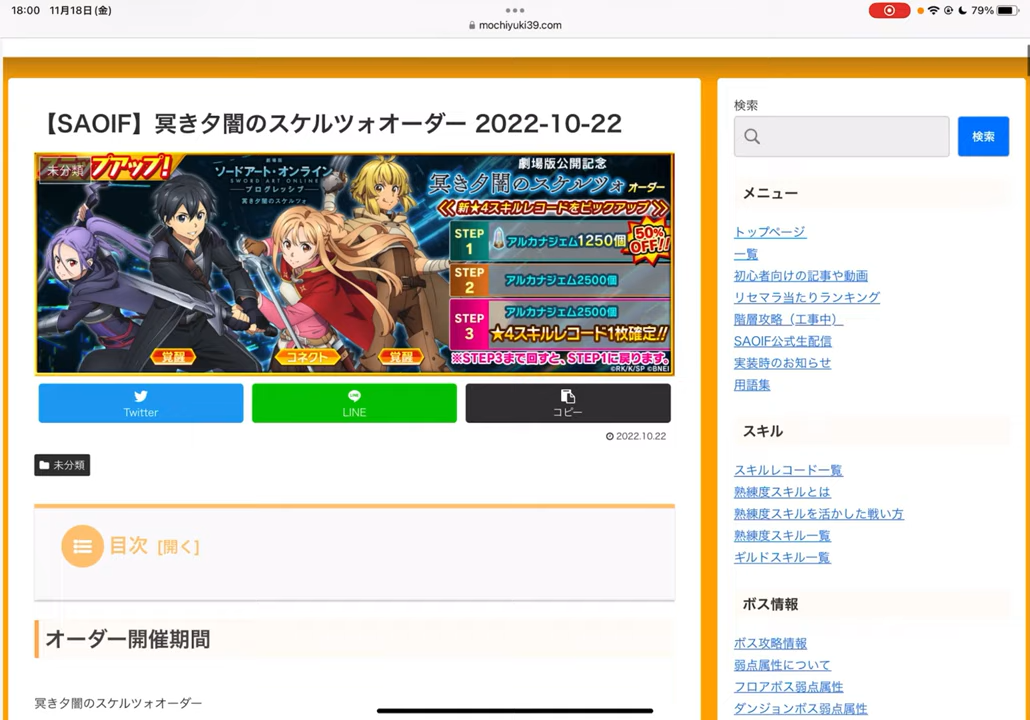 18:00 11月18日(金)
79%
mochiyuki39.com
【SAOIF】冥き夕闇のスケルツォオーダー 2022-10-22
未分類
プアップ!
劇場版
ソードアート・オンライン
SWORD ART ONLINE
プログレッシブ
冥き夕闇のスケルツォ
劇場版公開記念
冥き夕闇のスケルツォ オーダー
新★4スキルレコードをピックアップ
STEP 1
アルカナジェム1250個
50% OFF!!
STEP 2
アルカナジェム2500個
STEP 3
アルカナジェム2500個
★4スキルレコード1枚確定!!
※STEP3まで回すと、STEP1に戻ります。
覚醒
コネクト
覚醒
©RK/K/SP ©BNEI
Twitter
LINE
コピー
2022.10.22
未分類
目次 [開く]
オーダー開催期間
冥き夕闇のスケルツォオーダー
検索
検索
メニュー
トップページ
一覧
初心者向けの記事や動画
リセマラ当たりランキング
階層攻略（工事中）
SAOIF公式生配信
実装時のお知らせ
用語集
スキル
スキルレコード一覧
熟練度スキルとは
熟練度スキルを活かした戦い方
熟練度スキル一覧
ギルドスキル一覧
ボス情報
ボス攻略情報
弱点属性について
フロアボス弱点属性
ダンジョンボス弱点属性